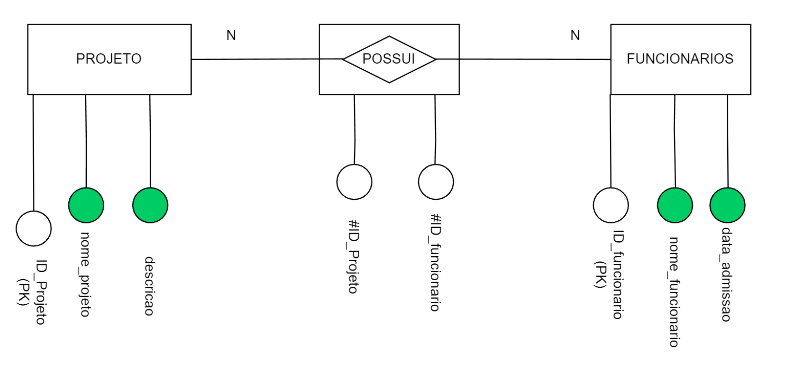 N
N
PROJETO
POSSUI
FUNCIONARIOS
ID_Projeto
(PK)
nome_projeto
descricao
#ID_Projeto
#ID_funcionario
ID_funcionario
(PK)
nome_funcionario
data_admissao